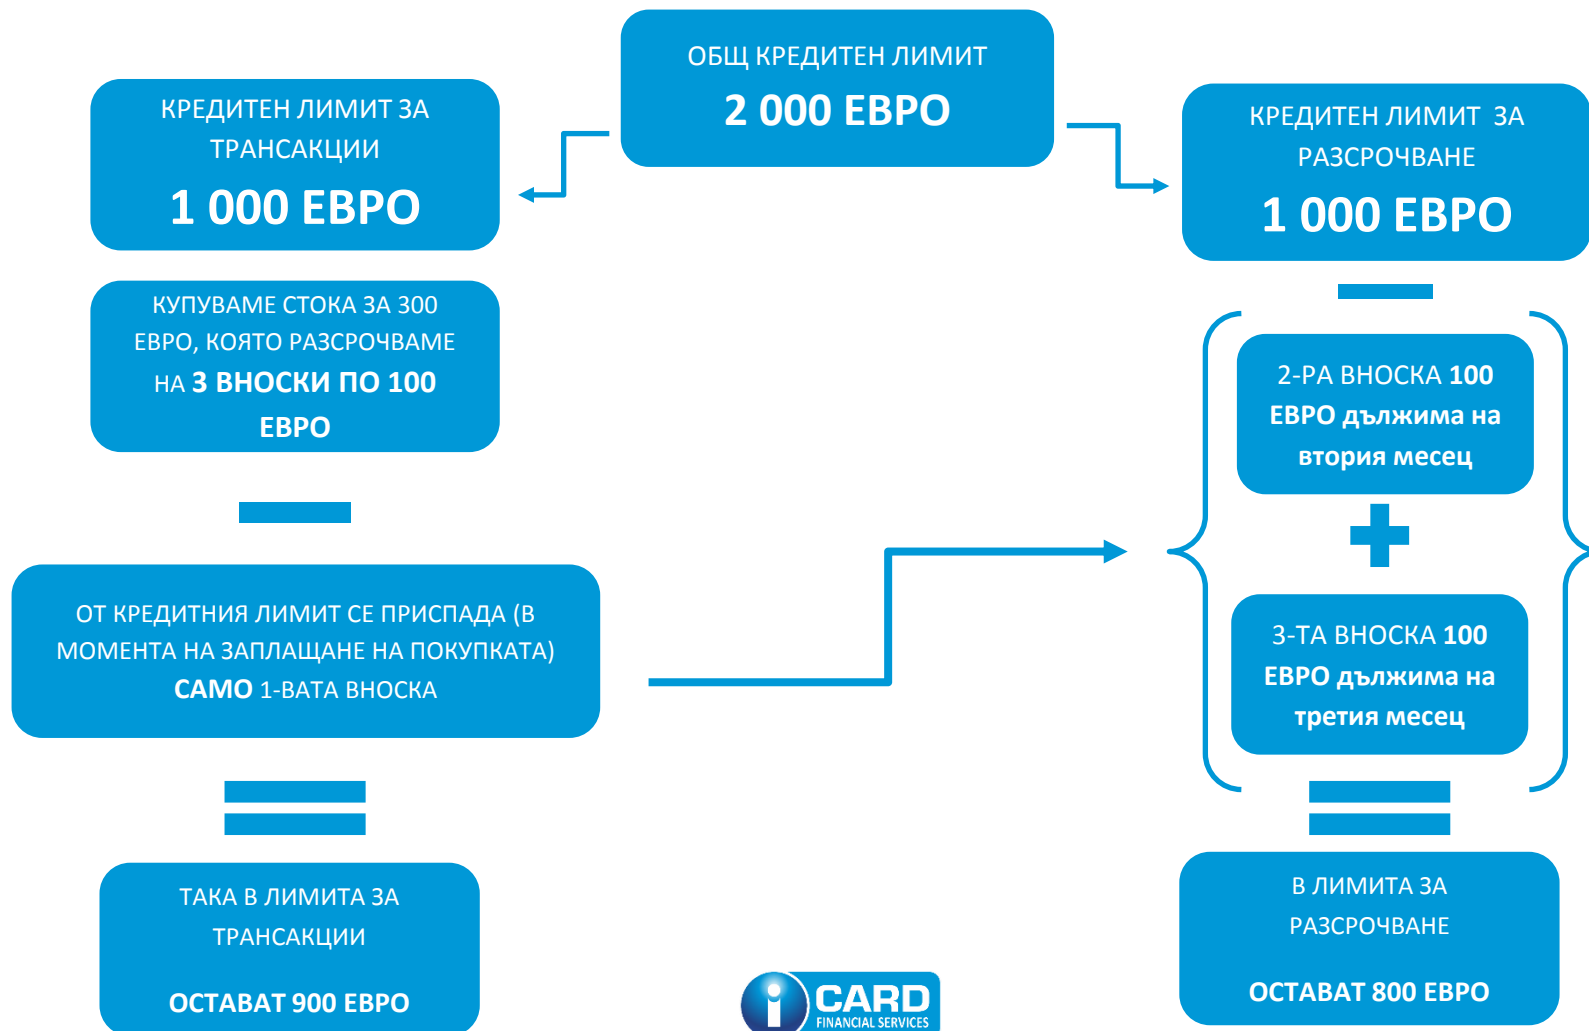 ОБЩ КРЕДИТЕН ЛИМИТ
2 000 ЕВРО
КРЕДИТЕН ЛИМИТ ЗА
ТРАНСАКЦИИ
1 000 ЕВРО
КРЕДИТЕН ЛИМИТ ЗА
РАЗСРОЧВАНЕ
1 000 ЕВРО
КУПУВАМЕ СТОКА ЗА 300
ЕВРО, КОЯТО РАЗСРОЧВАМЕ
НА 3 ВНОСКИ ПО 100
ЕВРО
2-РА ВНОСКА 100
ЕВРО дължима на
втория месец
ОТ КРЕДИТНИЯ ЛИМИТ СЕ ПРИСПАДА (В
МОМЕНТА НА ЗАПЛАЩАНЕ НА ПОКУПКАТА)
САМО 1-ВАТА ВНОСКА
3-ТА ВНОСКА 100
ЕВРО дължима на
третия месец
ТАКА В ЛИМИТА ЗА
ТРАНСАКЦИИ
ОСТАВАТ 900 ЕВРО
В ЛИМИТА ЗА
РАЗСРОЧВАНЕ
ОСТАВАТ 800 ЕВРО
i CARD
FINANCIAL SERVICES